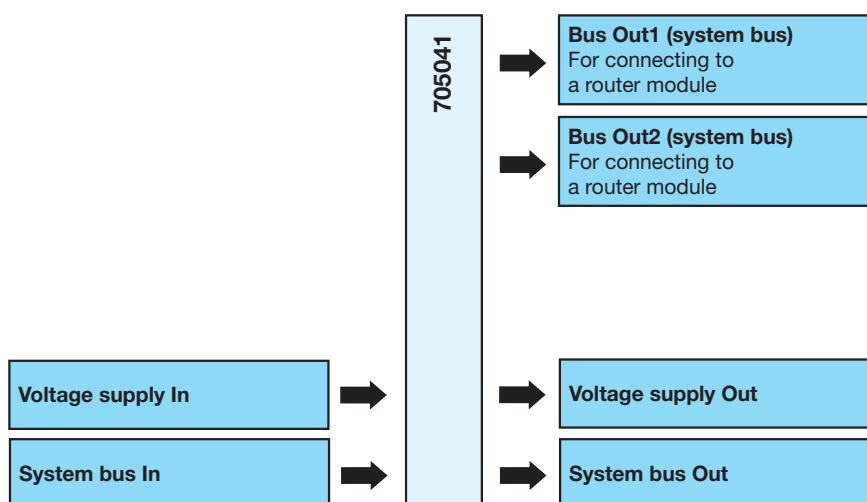 705041
Bus Out1 (system bus)
For connecting to
a router module
Bus Out2 (system bus)
For connecting to
a router module
Voltage supply In
Voltage supply Out
System bus In
System bus Out